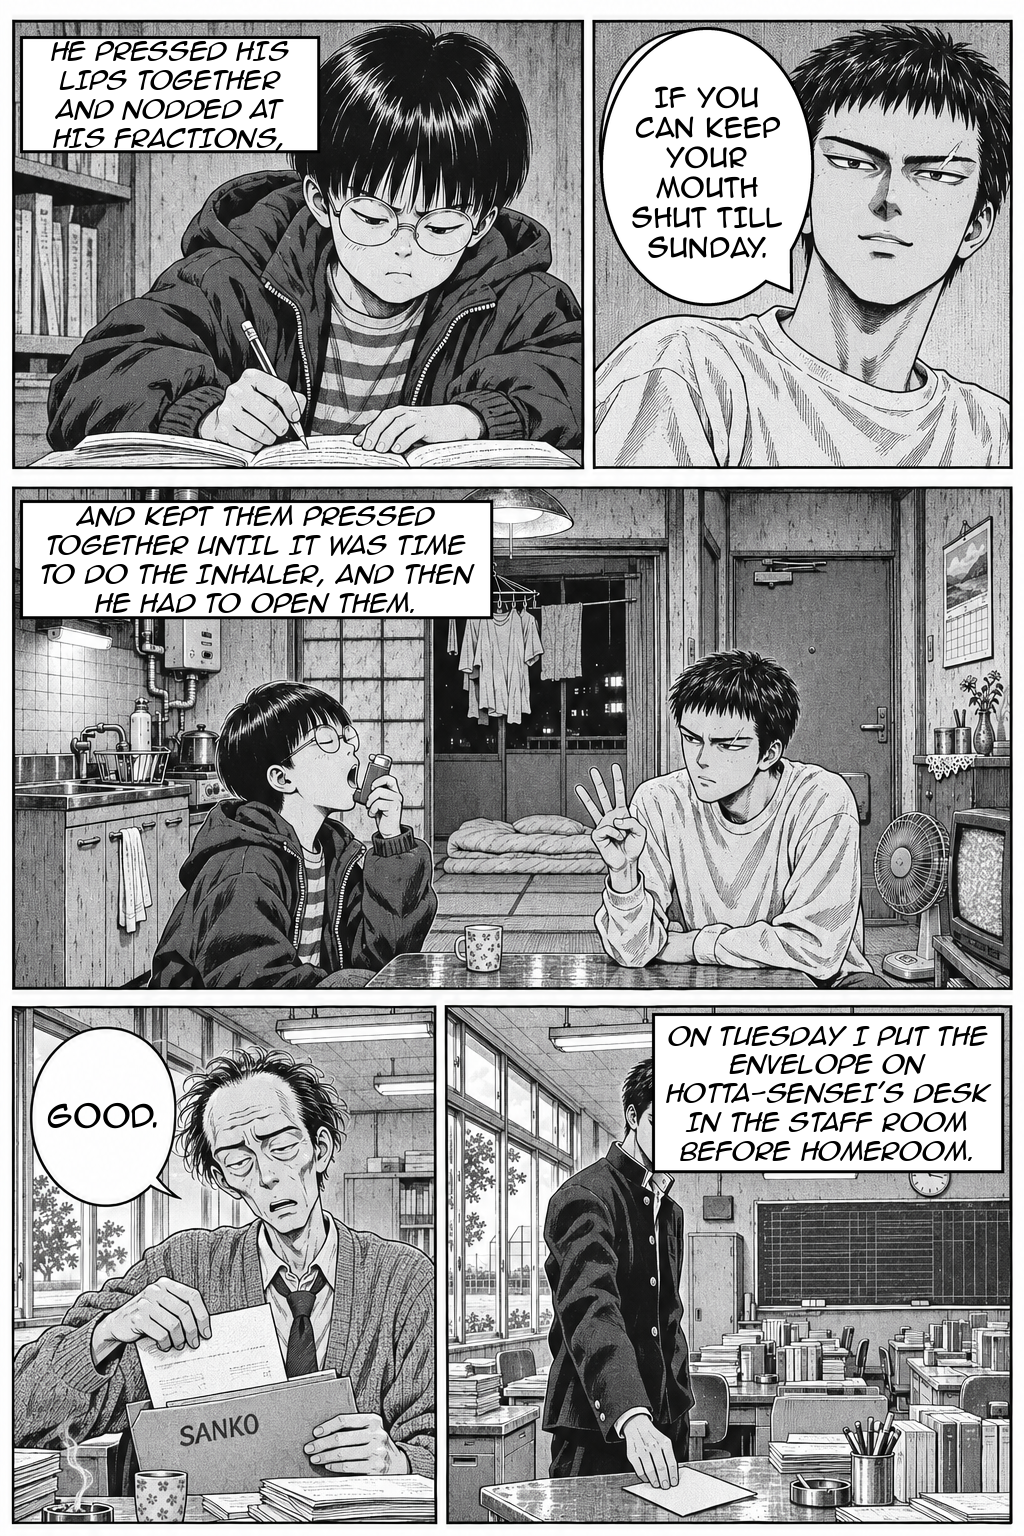 IF YOU
CAN KEEP
YOUR
MOUTH
SHUT TILL
SUNDAY.
HE PRESSED HIS
LIPS TOGETHER
AND NODDED AT
HIS FRACTIONS,
AND KEPT THEM PRESSED
TOGETHER UNTIL IT WAS TIME
TO DO THE INHALER, AND THEN
HE HAD TO OPEN THEM.
ON TUESDAY I PUT THE
ENVELOPE ON
HOTTA-SENSEI'S DESK
IN THE STAFF ROOM
BEFORE HOMEROOM.
GOOD.
SANKO